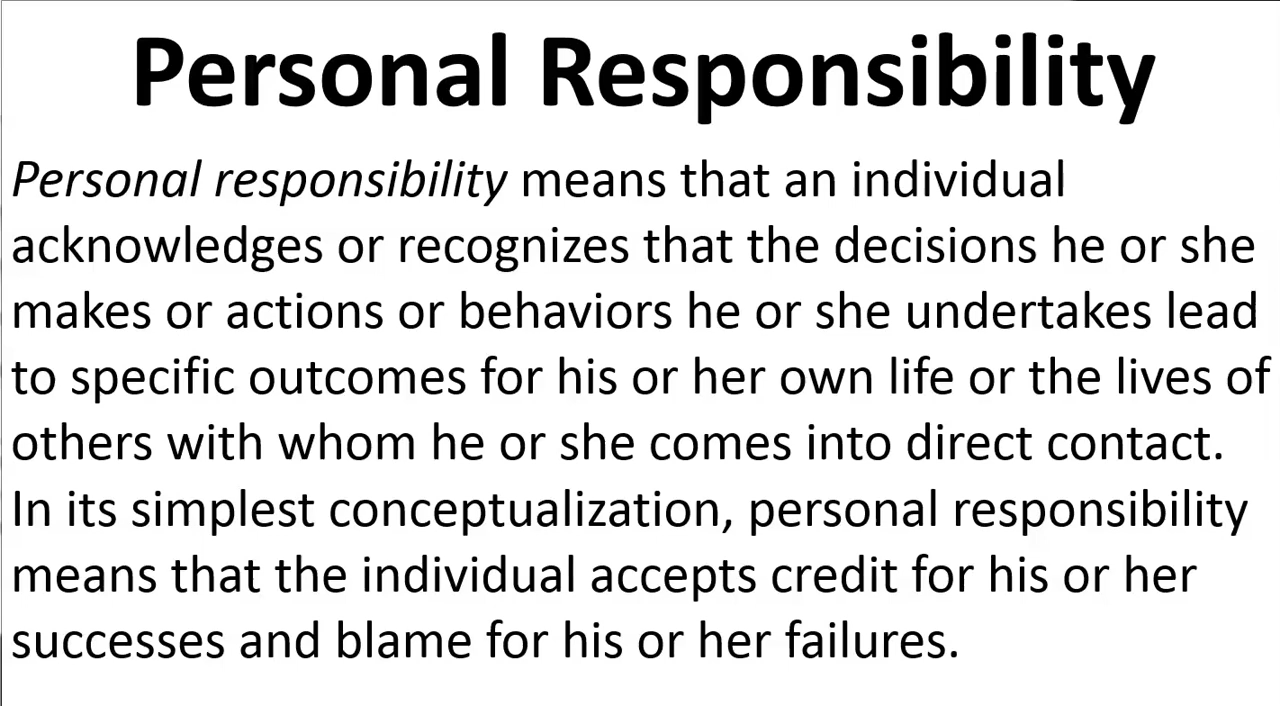 Personal Responsibility
Personal responsibility means that an individual
acknowledges or recognizes that the decisions he or she
makes or actions or behaviors he or she undertakes lead
to specific outcomes for his or her own life or the lives of
others with whom he or she comes into direct contact.
In its simplest conceptualization, personal responsibility
means that the individual accepts credit for his or her
successes and blame for his or her failures.